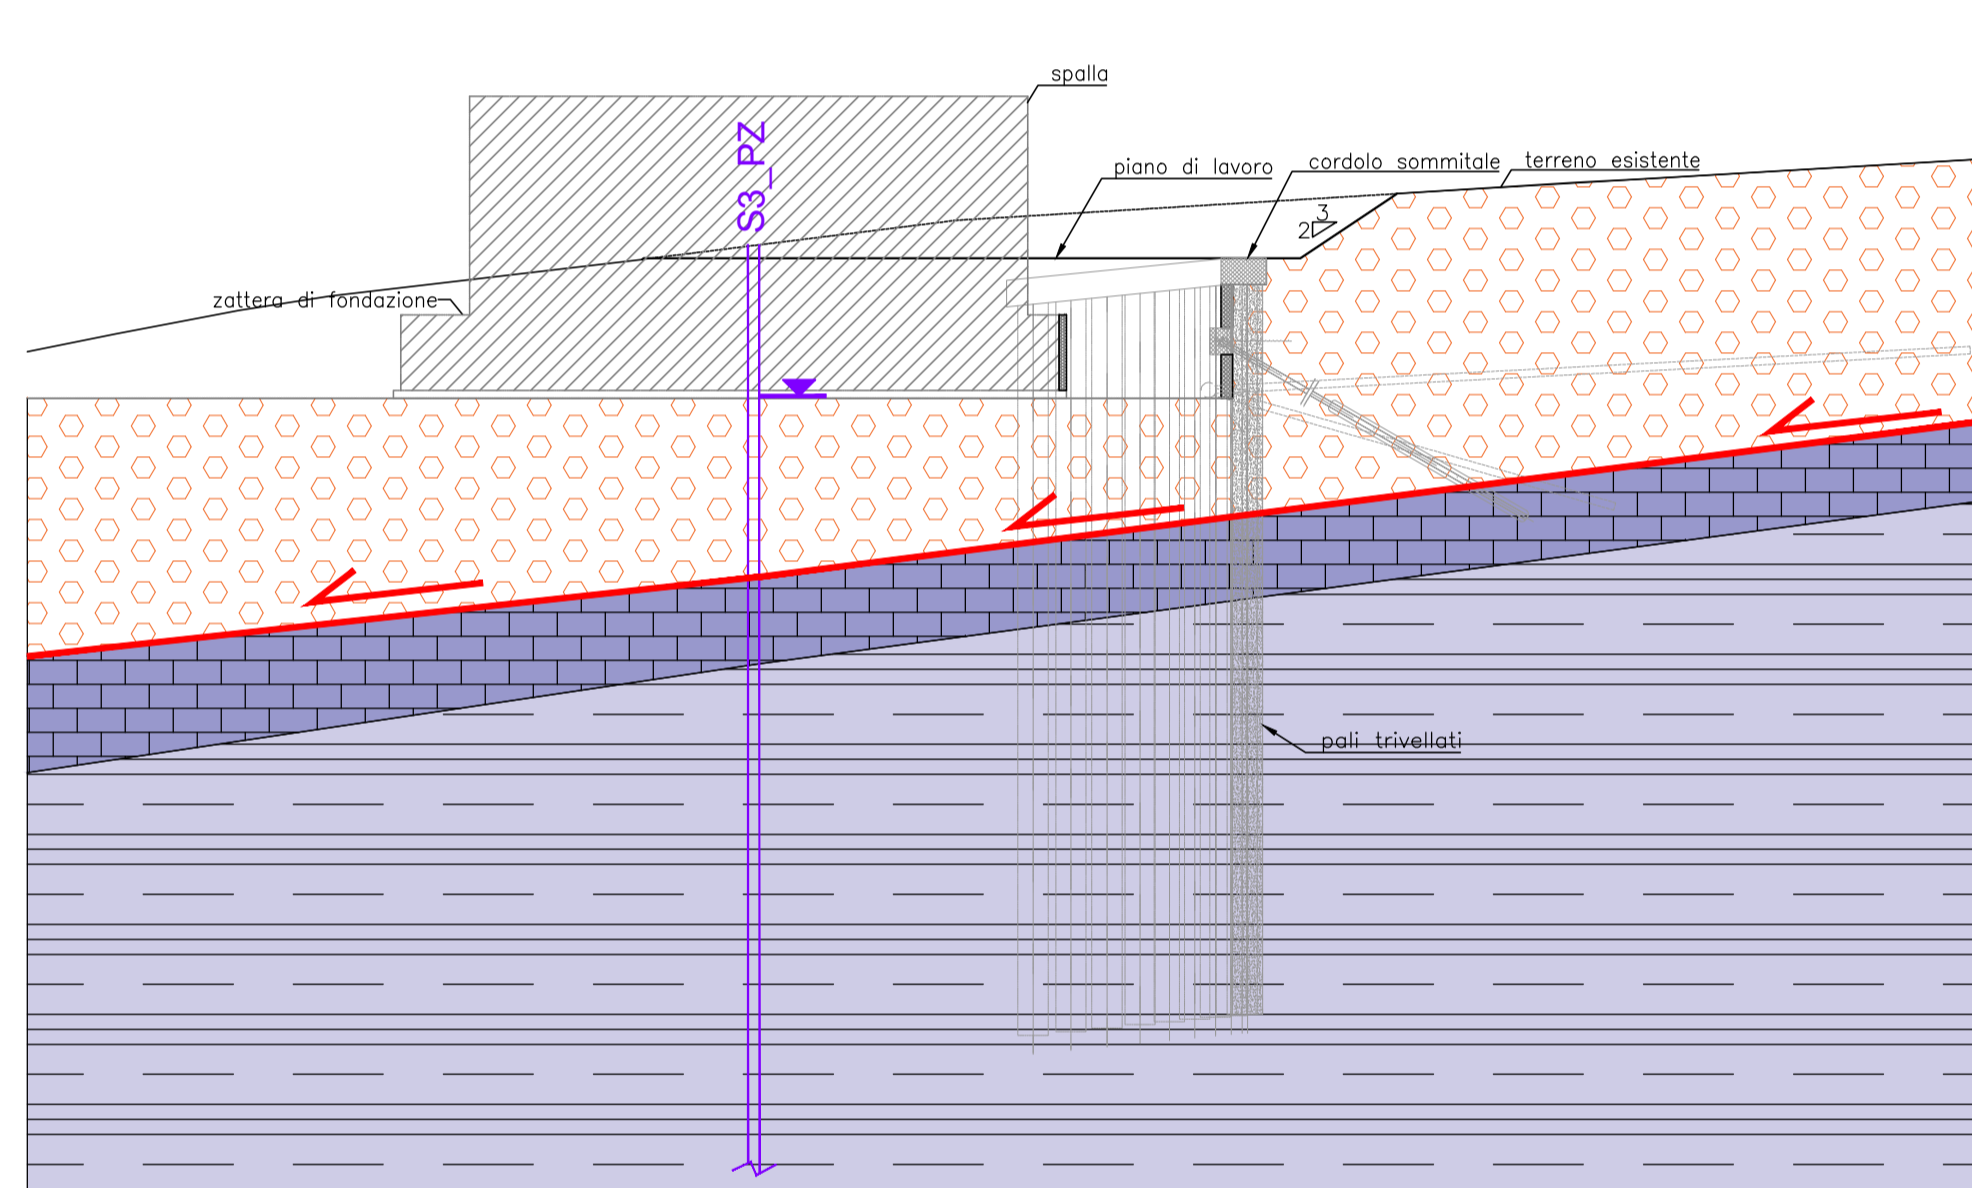 spalla
S3_PZ
piano di lavoro
cordolo sommitale
terreno esistente
3
2
zattera di fondazione
pali trivellati